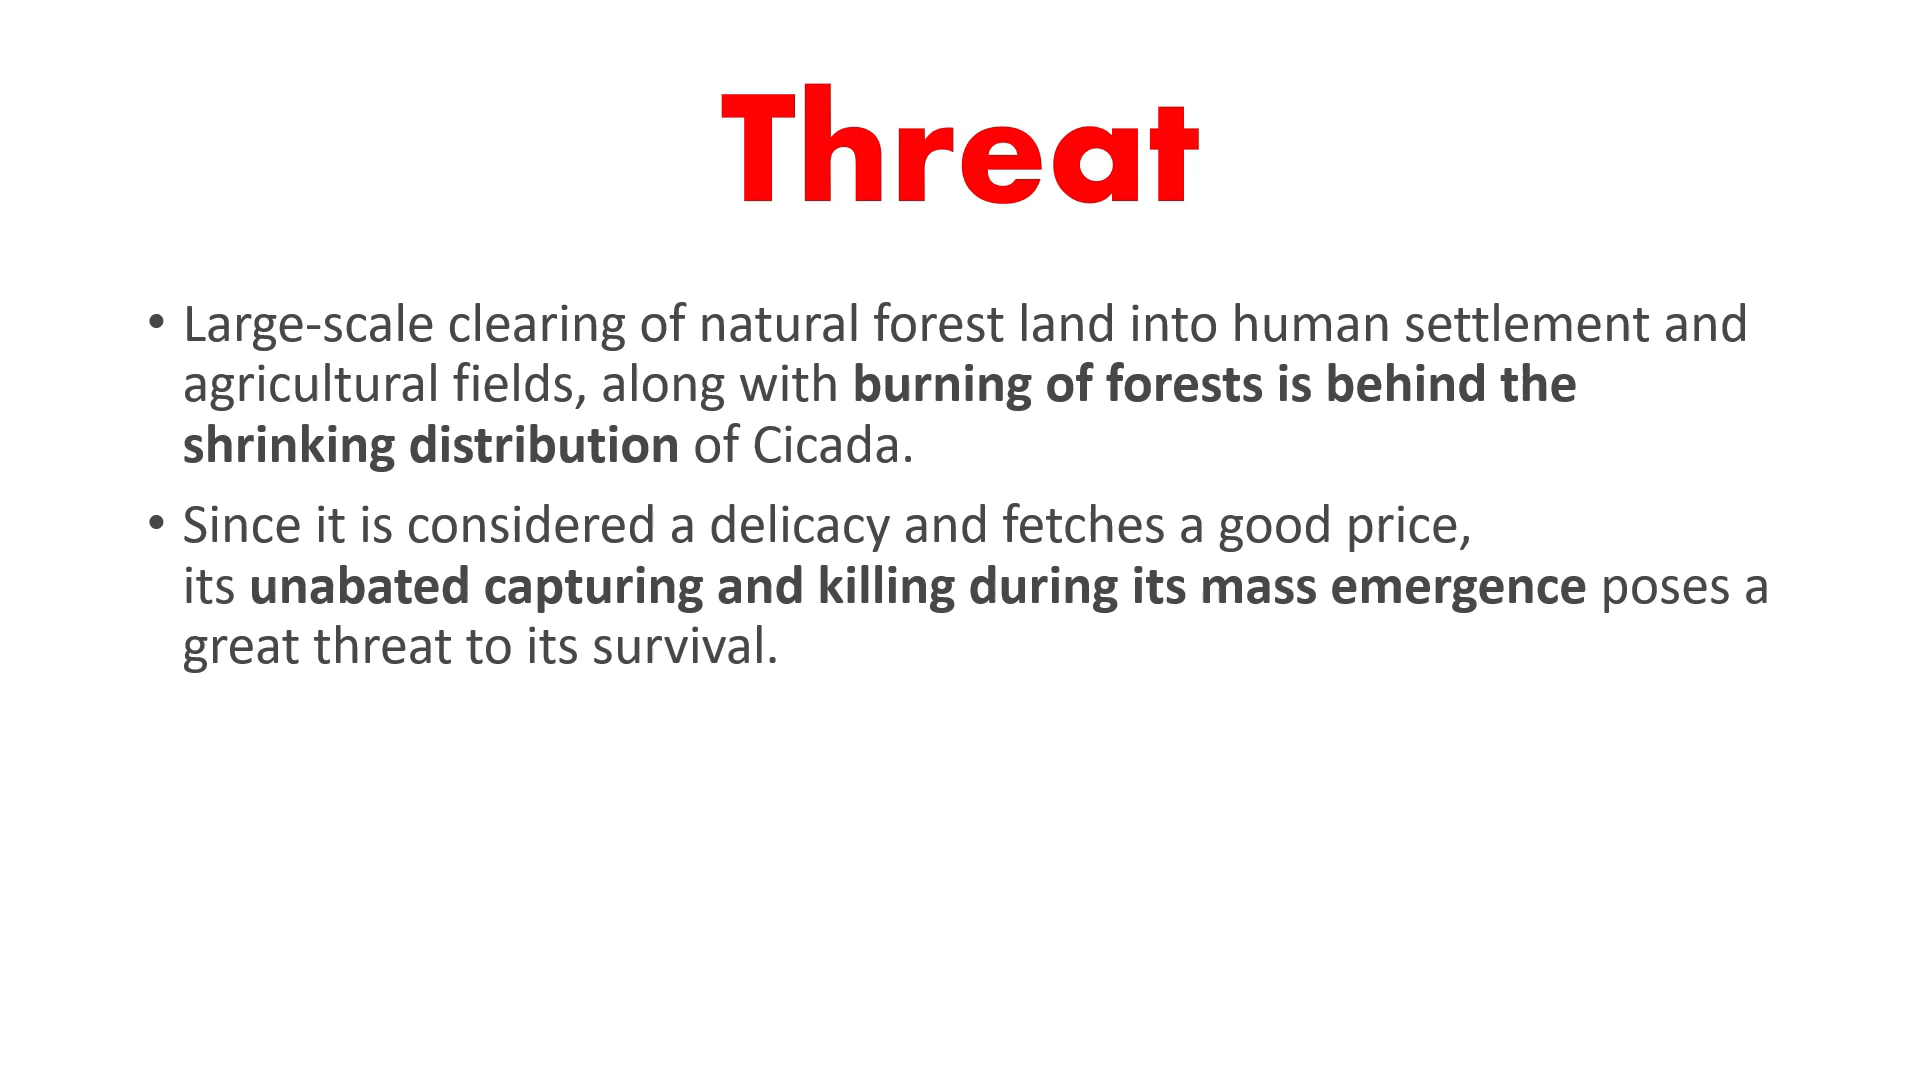 Threat
• Large-scale clearing of natural forest land into human settlement and
agricultural fields, along with burning of forests is behind the
shrinking distribution of Cicada.
• Since it is considered a delicacy and fetches a good price,
its unabated capturing and killing during its mass emergence poses a
great threat to its survival.